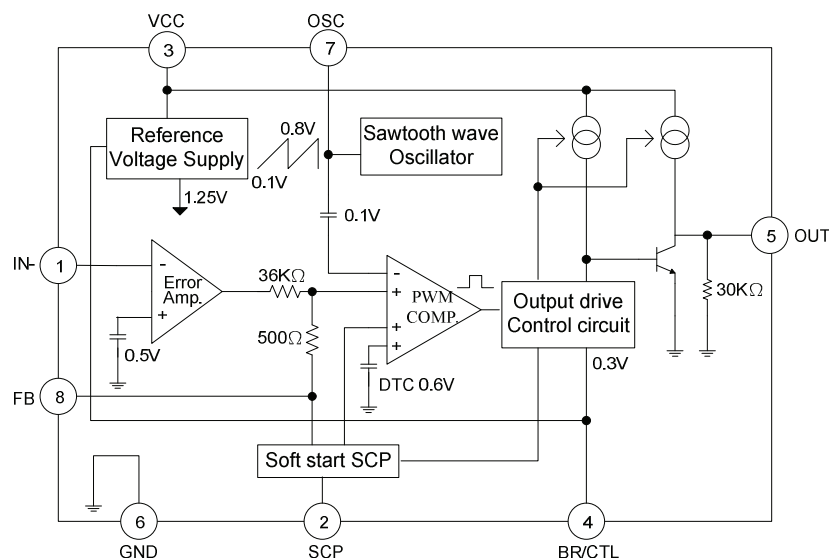 VCC
OSC
3
7
Reference
Voltage Supply
0.8V
0.1V
Sawtooth wave
Oscillator
1.25V
0.1V
IN-
1
-
Error
Amp.
+
0.5V
36KΩ
500Ω
-
+
PWM
COMP.
+
+
DTC 0.6V
Output drive
Control circuit
0.3V
5
OUT
30KΩ
FB
8
Soft start SCP
6
2
4
GND
SCP
BR/CTL